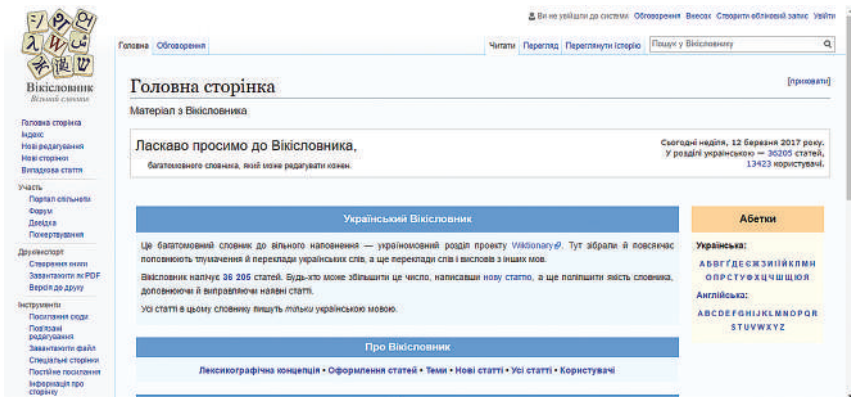 Ви не увійшли до системи Обговорення Внесок Створити обліковий запис Увійти
Головна Обговорення Читати Перегляд Переглянути історію Пошук у Вікісловнику
Вікісловник
Вільний словник
Головна сторінка
Індекс
Нові редагування
Нові сторінки
Випадкова стаття
Участь
Портал спільноти
Форум
Довідка
Пожертвування
Друк/експорт
Створення книги
Завантажити як PDF
Версія до друку
Інструменти
Посилання сюди
Пов'язані
редагування
Завантажити файл
Спеціальні сторінки
Постійне посилання
Інформація про
сторінку
Головна сторінка [приховати]
Матеріал з Вікісловника
Ласкаво просимо до Вікісловника,
багатомовного словника, який може редагувати кожен.
Сьогодні неділя, 12 березня 2017 року.
У розділі українською — 36205 статей,
13423 користувачі.
Український Вікісловник
Це багатомовний словник до вільного наповнення — україномовний розділ проекту Wiktionary. Тут зібрали й повсякчас
поповнюють тлумачення й переклади українських слів, а ще переклади слів і висловів з інших мов.
Вікісловник налічує 36 205 статей. Будь-хто може збільшити це число, написавши нову статтю, а ще поліпшити якість словника,
доповнюючи й виправляючи наявні статті.
Усі статті в цьому словнику пишуть тільки українською мовою.
Про Вікісловник
Лексикографічна концепція • Оформлення статей • Теми • Нові статті • Усі статті • Користувачі
Абетки
Українська:
А Б В Г Ґ Д Е Є Ж З И І Ї Й К Л М Н
О П Р С Т У Ф Х Ц Ч Ш Щ Ю Я
Англійська:
A B C D E F G H I J K L M N O P Q R
S T U V W X Y Z